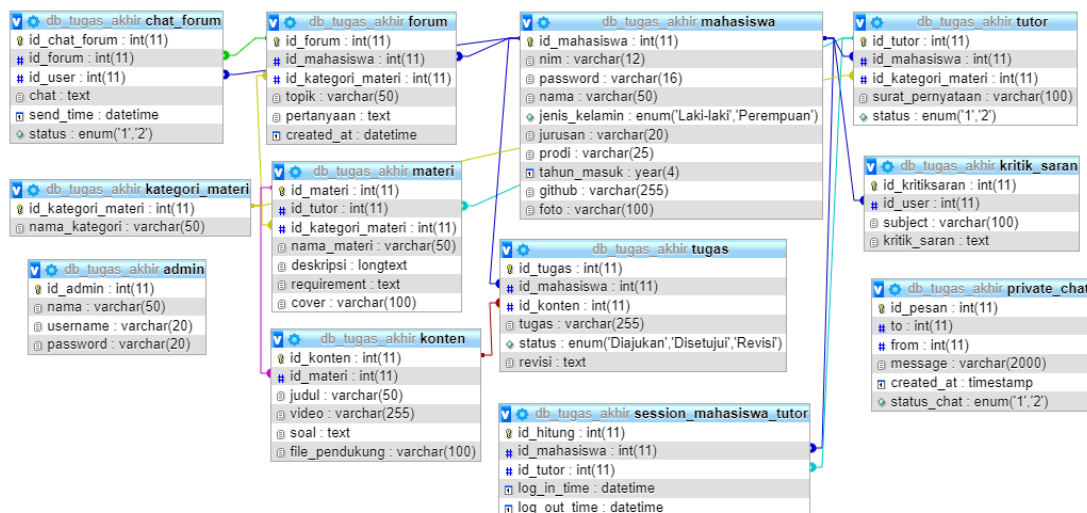 db_tugas_akhir chat_forum
id_chat_forum : int(11)
id_forum : int(11)
id_user : int(11)
chat : text
send_time : datetime
status : enum('1','2')
db_tugas_akhir forum
id_forum : int(11)
id_mahasiswa : int(11)
id_kategori_materi : int(11)
topik : varchar(50)
pertanyaan : text
created_at : datetime
db_tugas_akhir mahasiswa
id_mahasiswa : int(11)
nim : varchar(12)
password : varchar(16)
nama : varchar(50)
jenis_kelamin : enum('Laki-laki','Perempuan')
jurusan : varchar(20)
prodi : varchar(25)
tahun_masuk : year(4)
github : varchar(255)
foto : varchar(100)
db_tugas_akhir tutor
id_tutor : int(11)
id_mahasiswa : int(11)
id_kategori_materi : int(11)
surat_pernyataan : varchar(100)
status : enum('1','2')
db_tugas_akhir kategori_materi
id_kategori_materi : int(11)
nama_kategori : varchar(50)
db_tugas_akhir materi
id_materi : int(11)
id_tutor : int(11)
id_kategori_materi : int(11)
nama_materi : varchar(50)
deskripsi : longtext
requirement : text
cover : varchar(100)
db_tugas_akhir kritik_saran
id_kritiksaran : int(11)
id_user : int(11)
subject : varchar(100)
kritik_saran : text
db_tugas_akhir admin
id_admin : int(11)
nama : varchar(50)
username : varchar(20)
password : varchar(20)
db_tugas_akhir tugas
id_tugas : int(11)
id_mahasiswa : int(11)
id_konten : int(11)
tugas : varchar(255)
status : enum('Diajukan','Disetujui','Revisi')
revisi : text
db_tugas_akhir private_chat
id_pesan : int(11)
to : int(11)
from : int(11)
message : varchar(2000)
created_at : timestamp
status_chat : enum('1','2')
db_tugas_akhir konten
id_konten : int(11)
id_materi : int(11)
judul : varchar(50)
video : varchar(255)
soal : text
file_pendukung : varchar(100)
db_tugas_akhir session_mahasiswa_tutor
id_hitung : int(11)
id_mahasiswa : int(11)
id_tutor : int(11)
log_in_time : datetime
log_out_time : datetime